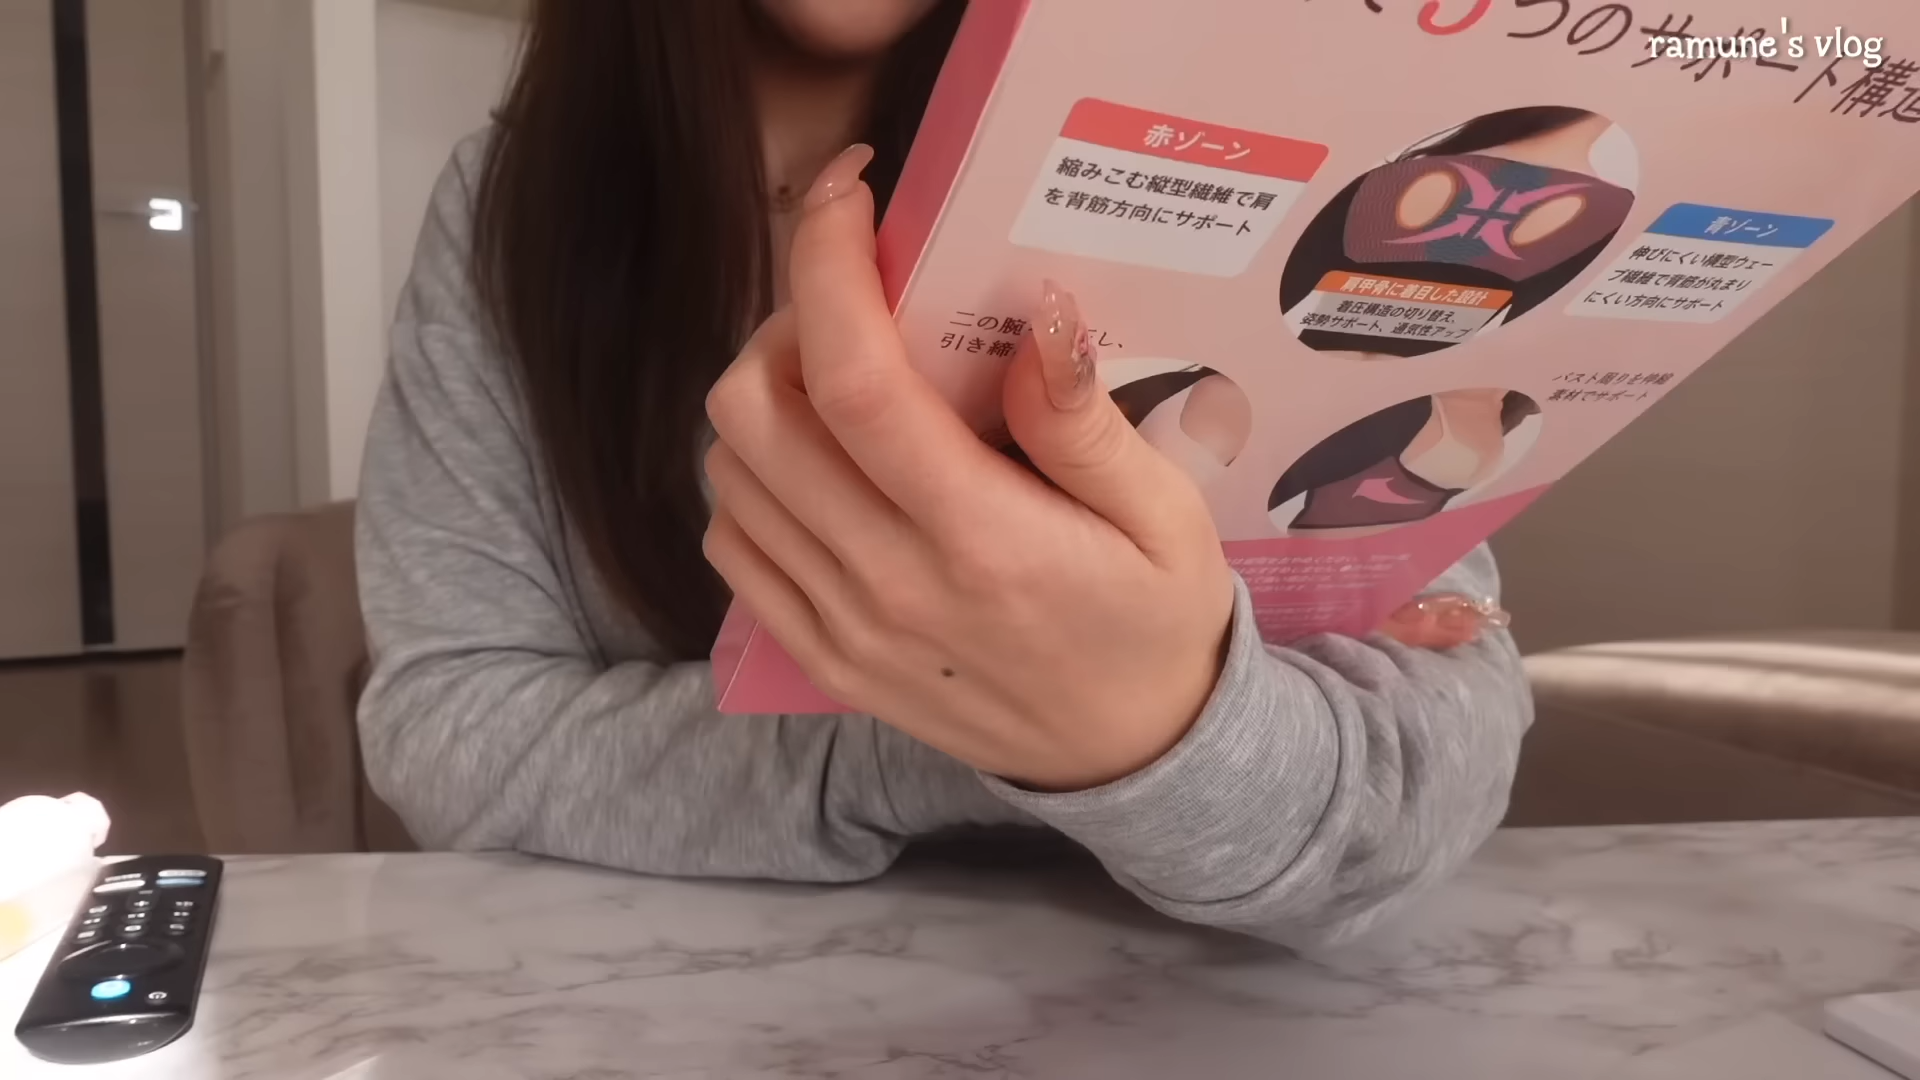 ramune's vlog
5つのサポート構造
赤ゾーン
縮みこむ縦型繊維で肩
を背筋方向にサポート
青ゾーン
伸びにくい横型ウェー
ブ繊維で背筋が丸まり
にくい方向にサポート
肩甲骨に着目した設計
着圧構造の切り替え、
姿勢サポート、通気性アップ
二の腕
引き締
バスト周りを伸縮
素材でサポート